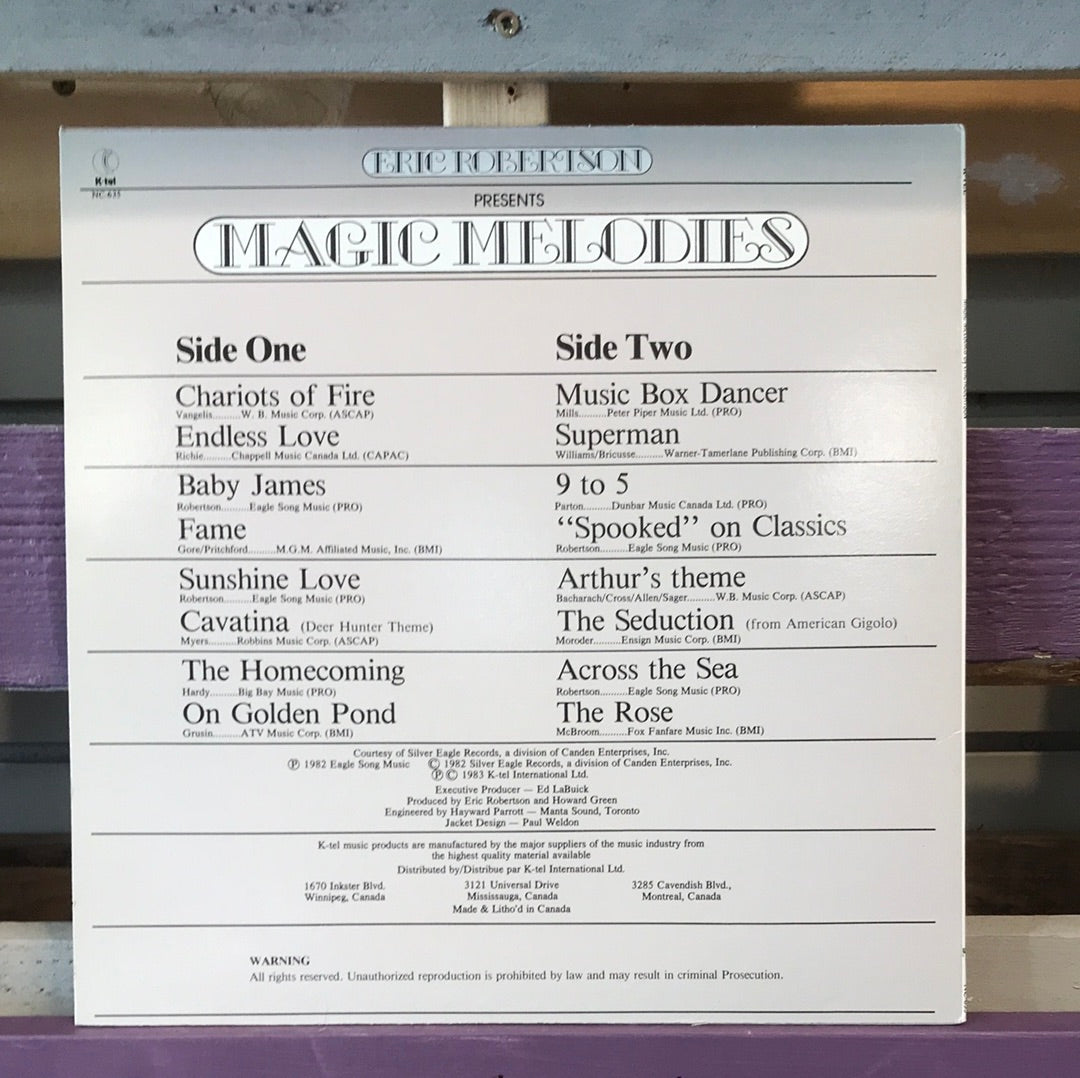 K-tel
NC 635
ERIC ROBERTSON
PRESENTS
MAGIC MELODIES
Side One
Chariots of Fire
Vangelis.........W. B. Music Corp. (ASCAP)
Endless Love
Richie.........Chappell Music Canada Ltd. (CAPAC)
Baby James
Robertson.........Eagle Song Music (PRO)
Fame
Gore/Pritchford.........M.G.M. Affiliated Music, Inc. (BMI)
Sunshine Love
Robertson.........Eagle Song Music (PRO)
Cavatina (Deer Hunter Theme)
Myers.........Robbins Music Corp. (ASCAP)
The Homecoming
Hardy.........Big Bay Music (PRO)
On Golden Pond
Grusin.........ATV Music Corp. (BMI)
Side Two
Music Box Dancer
Mills.........Peter Piper Music Ltd. (PRO)
Superman
Williams/Bricusse.........Warner-Tamerlane Publishing Corp. (BMI)
9 to 5
Parton.........Dunbar Music Canada Ltd. (PRO)
“Spooked” on Classics
Robertson.........Eagle Song Music (PRO)
Arthur's theme
Bacharach/Cross/Allen/Sager.........W.B. Music Corp. (ASCAP)
The Seduction (from American Gigolo)
Moroder.........Ensign Music Corp. (BMI)
Across the Sea
Robertson.........Eagle Song Music (PRO)
The Rose
McBroom.........Fox Fanfare Music Inc. (BMI)
Courtesy of Silver Eagle Records, a division of Canden Enterprises, Inc.
Ⓟ 1982 Eagle Song Music © 1982 Silver Eagle Records, a division of Canden Enterprises, Inc.
Ⓟ© 1983 K-tel International Ltd.
Executive Producer — Ed LaBuick
Produced by Eric Robertson and Howard Green
Engineered by Hayward Parrott — Manta Sound, Toronto
Jacket Design — Paul Weldon
K-tel music products are manufactured by the major suppliers of the music industry from
the highest quality material available
Distributed by/Distribue par K-tel International Ltd.
1670 Inkster Blvd.
Winnipeg, Canada
3121 Universal Drive
Mississauga, Canada
3285 Cavendish Blvd.,
Montreal, Canada
Made & Litho'd in Canada
WARNING
All rights reserved. Unauthorized reproduction is prohibited by law and may result in criminal Prosecution.